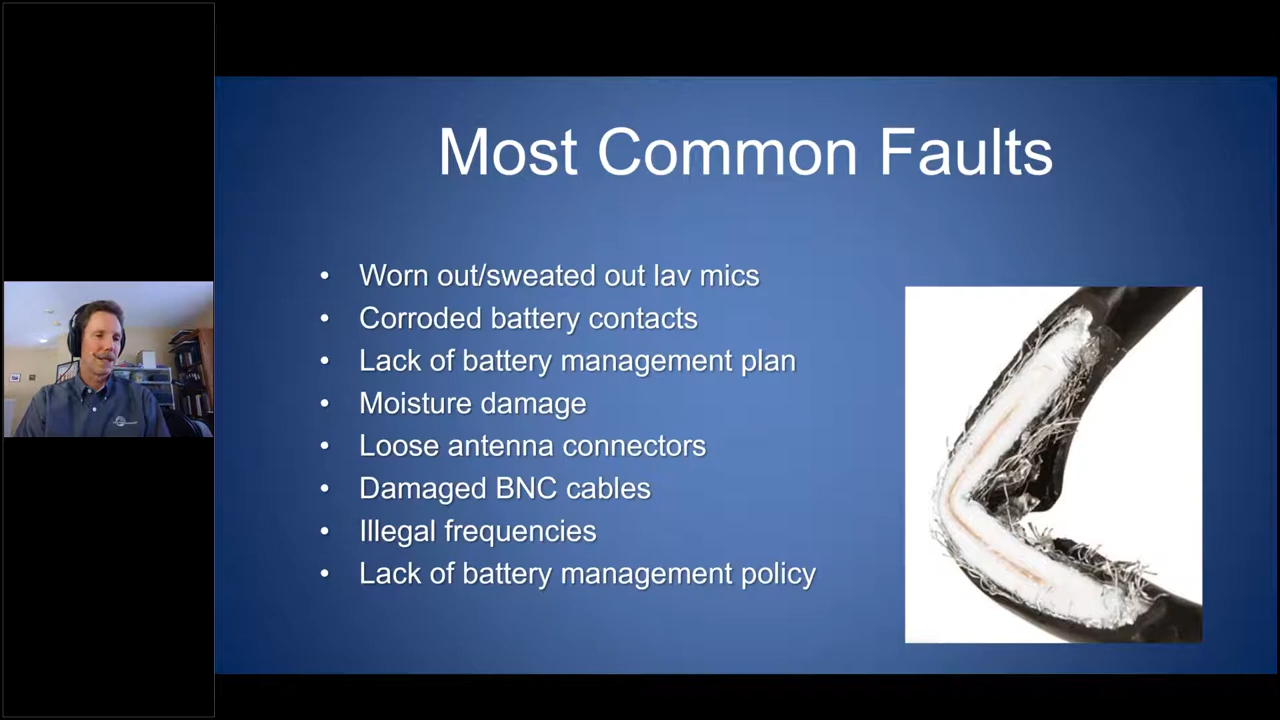 Most Common Faults
• Worn out/sweated out lav mics
• Corroded battery contacts
• Lack of battery management plan
• Moisture damage
• Loose antenna connectors
• Damaged BNC cables
• Illegal frequencies
• Lack of battery management policy